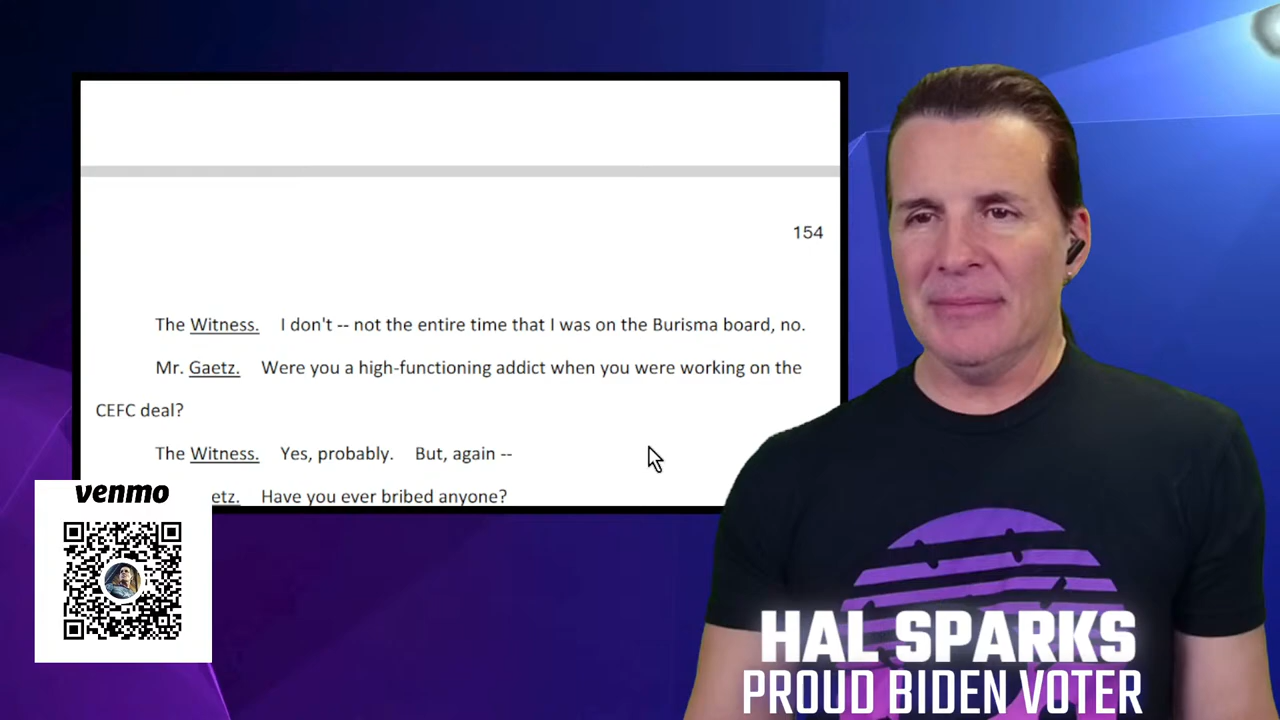 154
The Witness. I don't -- not the entire time that I was on the Burisma board, no.
Mr. Gaetz. Were you a high-functioning addict when you were working on the
CEFC deal?
The Witness. Yes, probably. But, again --
etz. Have you ever bribed anyone?
venmo
HAL SPARKS
PROUD BIDEN VOTER